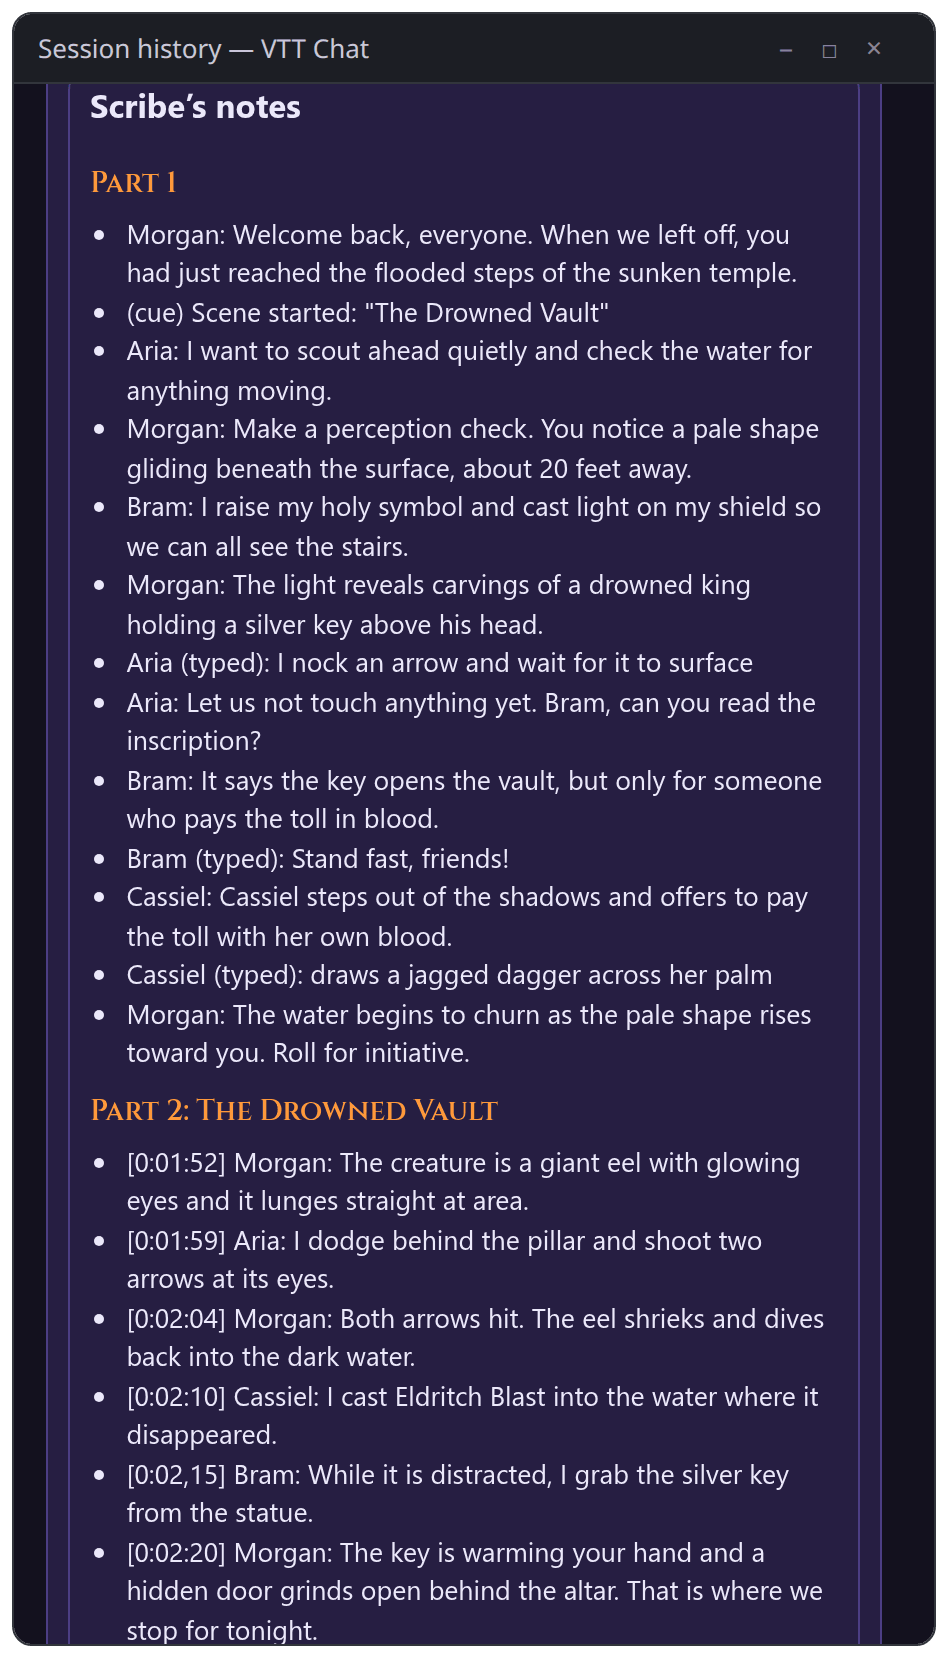 Session history — VTT Chat
Scribe’s notes
Part 1
• Morgan: Welcome back, everyone. When we left off, you
had just reached the flooded steps of the sunken temple.
• (cue) Scene started: "The Drowned Vault"
• Aria: I want to scout ahead quietly and check the water for
anything moving.
• Morgan: Make a perception check. You notice a pale shape
gliding beneath the surface, about 20 feet away.
• Bram: I raise my holy symbol and cast light on my shield so
we can all see the stairs.
• Morgan: The light reveals carvings of a drowned king
holding a silver key above his head.
• Aria (typed): I nock an arrow and wait for it to surface
• Aria: Let us not touch anything yet. Bram, can you read the
inscription?
• Bram: It says the key opens the vault, but only for someone
who pays the toll in blood.
• Bram (typed): Stand fast, friends!
• Cassiel: Cassiel steps out of the shadows and offers to pay
the toll with her own blood.
• Cassiel (typed): draws a jagged dagger across her palm
• Morgan: The water begins to churn as the pale shape rises
toward you. Roll for initiative.
Part 2: The Drowned Vault
• [0:01:52] Morgan: The creature is a giant eel with glowing
eyes and it lunges straight at area.
• [0:01:59] Aria: I dodge behind the pillar and shoot two
arrows at its eyes.
• [0:02:04] Morgan: Both arrows hit. The eel shrieks and dives
back into the dark water.
• [0:02:10] Cassiel: I cast Eldritch Blast into the water where it
disappeared.
• [0:02,15] Bram: While it is distracted, I grab the silver key
from the statue.
• [0:02:20] Morgan: The key is warming your hand and a
hidden door grinds open behind the altar. That is where we
stop for tonight.